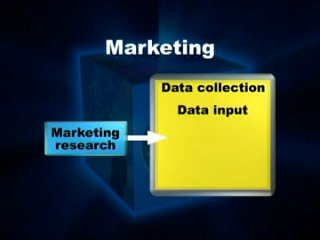 Marketing
Data collection
Data input
Marketing
research